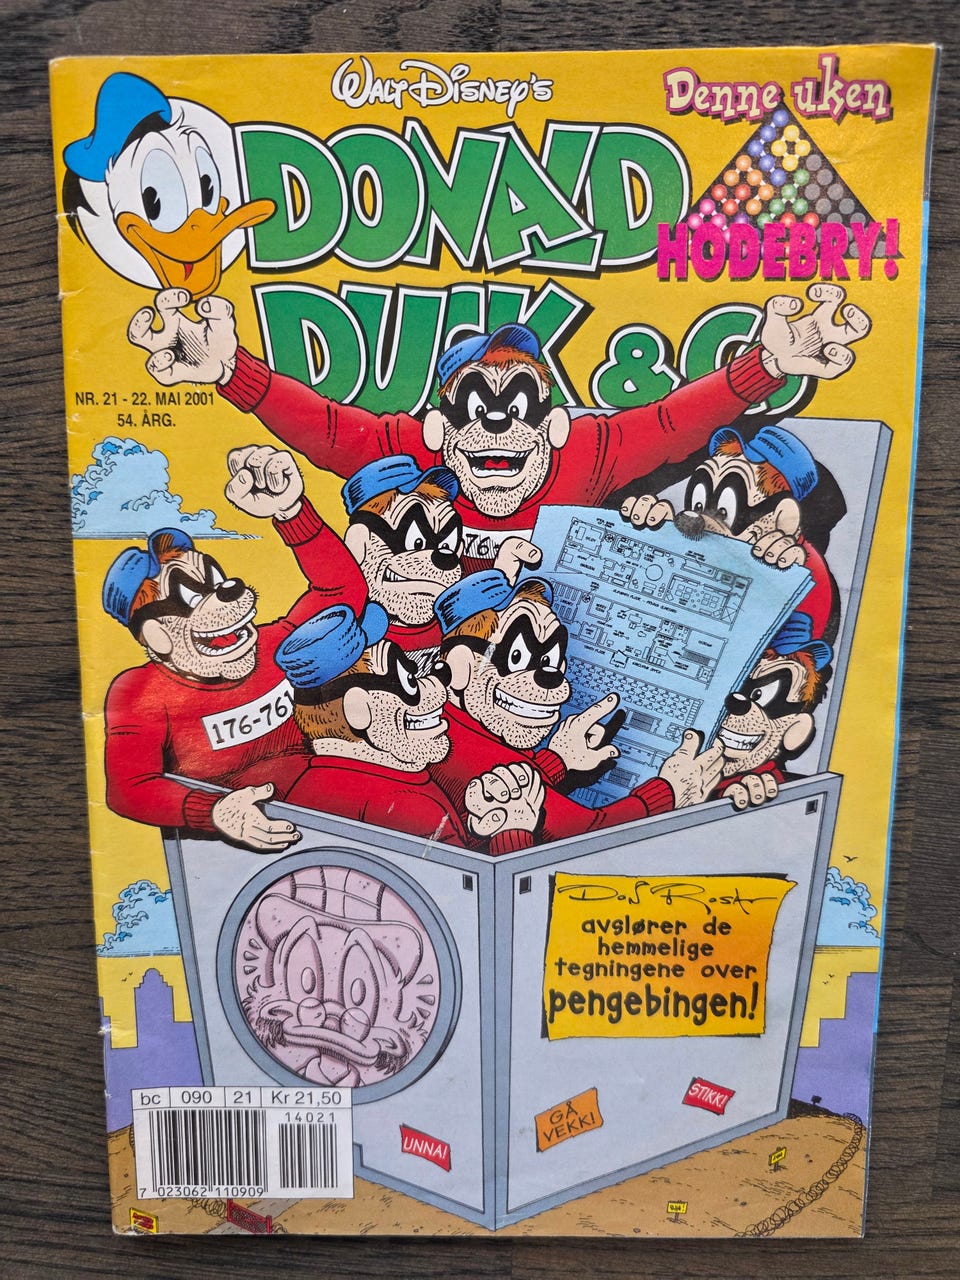 WALT DISNEY'S
DONALD
DUCK & Co
Denne uken
HODEBRY!
NR. 21 - 22. MAI 2001
54. ÅRG.
176-
176-761
Don Rosa
avslører de
hemmelige
tegningene over
pengebingen!
bc 090 21 Kr 21,50
14021
7 023062 110909
UNNA!
GÅ
VEKK!
STIKK!